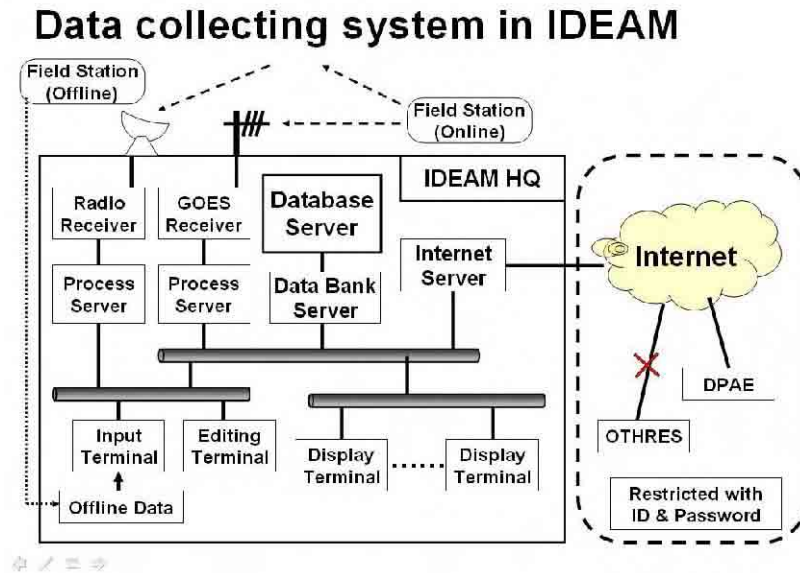 Data collecting system in IDEAM
Field Station
(Offline)
Field Station
(Online)
IDEAM HQ
Radio
Receiver
GOES
Receiver
Database
Server
Internet
Server
Internet
Process
Server
Process
Server
Data Bank
Server
DPAE
OTHRES
Input
Terminal
Editing
Terminal
Display
Terminal
Display
Terminal
Offline Data
Restricted with
ID & Password